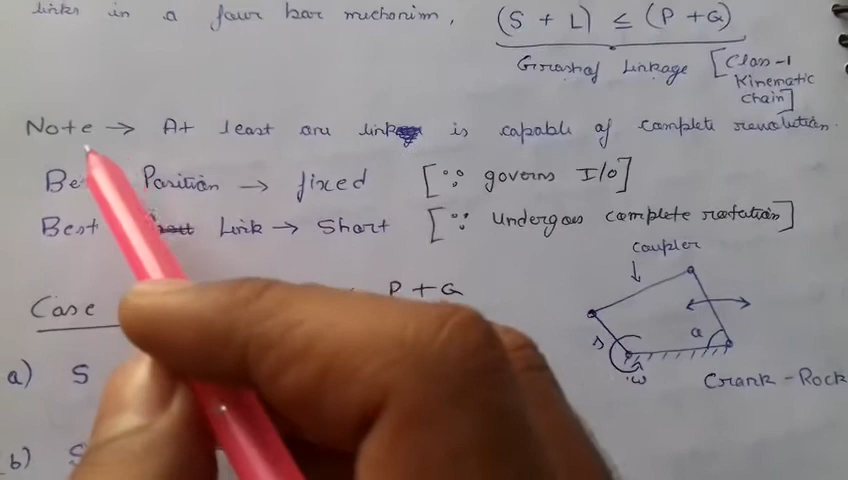 links in a four bar mechanism, (S + L) ≤ (P + Q)
Grashof Linkage [Class-1
Kinematic
Chain]
Note → At least one link is capable of complete revolution.
Position → fixed [∵ governs I/O]
Best Link → Short [∵ undergoes complete rotation]
coupler
Case P + Q
s Q
a) S ω Crank - Rock
b) S